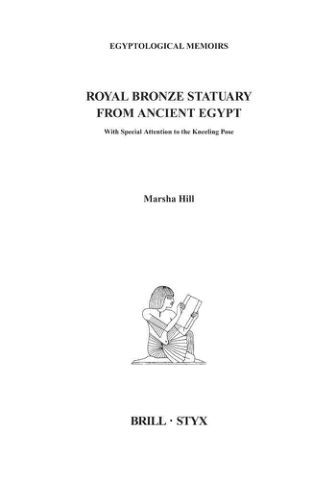 EGYPTOLOGICAL MEMOIRS
ROYAL BRONZE STATUARY
FROM ANCIENT EGYPT
With Special Attention to the Kneeling Pose
Marsha Hill
BRILL · STYX